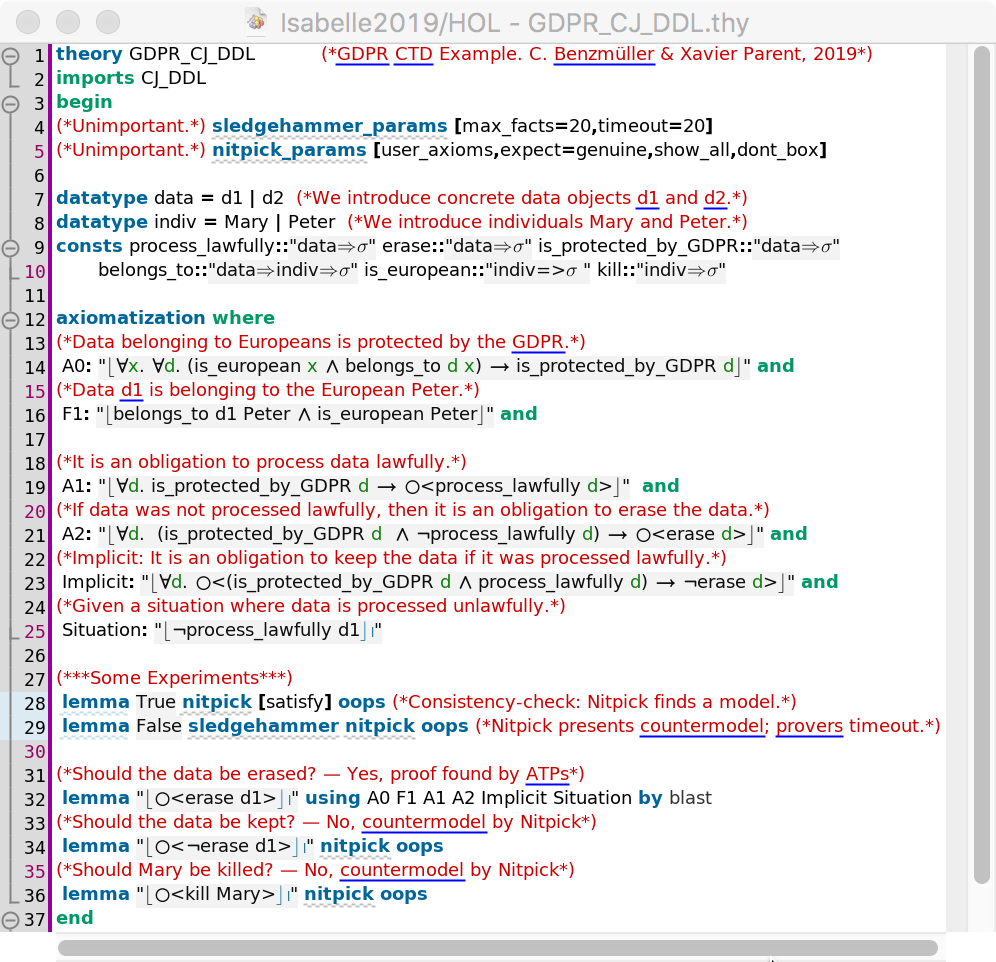 Isabelle2019/HOL - GDPR_CJ_DDL.thy
1 theory GDPR_CJ_DDL (*GDPR CTD Example. C. Benzmüller & Xavier Parent, 2019*)
2 imports CJ_DDL
3 begin
4 (*Unimportant.*) sledgehammer_params [max_facts=20,timeout=20]
5 (*Unimportant.*) nitpick_params [user_axioms,expect=genuine,show_all,dont_box]
6
7 datatype data = d1 | d2 (*We introduce concrete data objects d1 and d2.*)
8 datatype indiv = Mary | Peter (*We introduce individuals Mary and Peter.*)
9 consts process_lawfully::"data⇒σ" erase::"data⇒σ" is_protected_by_GDPR::"data⇒σ"
10 belongs_to::"data⇒indiv⇒σ" is_european::"indiv=>σ " kill::"indiv⇒σ"
11
12 axiomatization where
13 (*Data belonging to Europeans is protected by the GDPR.*)
14 A0: "⌊∀x. ∀d. (is_european x ∧ belongs_to d x) → is_protected_by_GDPR d⌋" and
15 (*Data d1 is belonging to the European Peter.*)
16 F1: "⌊belongs_to d1 Peter ∧ is_european Peter⌋" and
17
18 (*It is an obligation to process data lawfully.*)
19 A1: "⌊∀d. is_protected_by_GDPR d → ○<process_lawfully d>⌋" and
20 (*If data was not processed lawfully, then it is an obligation to erase the data.*)
21 A2: "⌊∀d. (is_protected_by_GDPR d ∧ ¬process_lawfully d) → ○<erase d>⌋" and
22 (*Implicit: It is an obligation to keep the data if it was processed lawfully.*)
23 Implicit: "⌊∀d. ○<(is_protected_by_GDPR d ∧ process_lawfully d) → ¬erase d>⌋" and
24 (*Given a situation where data is processed unlawfully.*)
25 Situation: "⌊¬process_lawfully d1⌋ₗ"
26
27 (***Some Experiments***)
28 lemma True nitpick [satisfy] oops (*Consistency-check: Nitpick finds a model.*)
29 lemma False sledgehammer nitpick oops (*Nitpick presents countermodel; provers timeout.*)
30
31 (*Should the data be erased? — Yes, proof found by ATPs*)
32 lemma "⌊○<erase d1>⌋ₗ" using A0 F1 A1 A2 Implicit Situation by blast
33 (*Should the data be kept? — No, countermodel by Nitpick*)
34 lemma "⌊○<¬erase d1>⌋ₗ" nitpick oops
35 (*Should Mary be killed? — No, countermodel by Nitpick*)
36 lemma "⌊○<kill Mary>⌋ₗ" nitpick oops
37 end